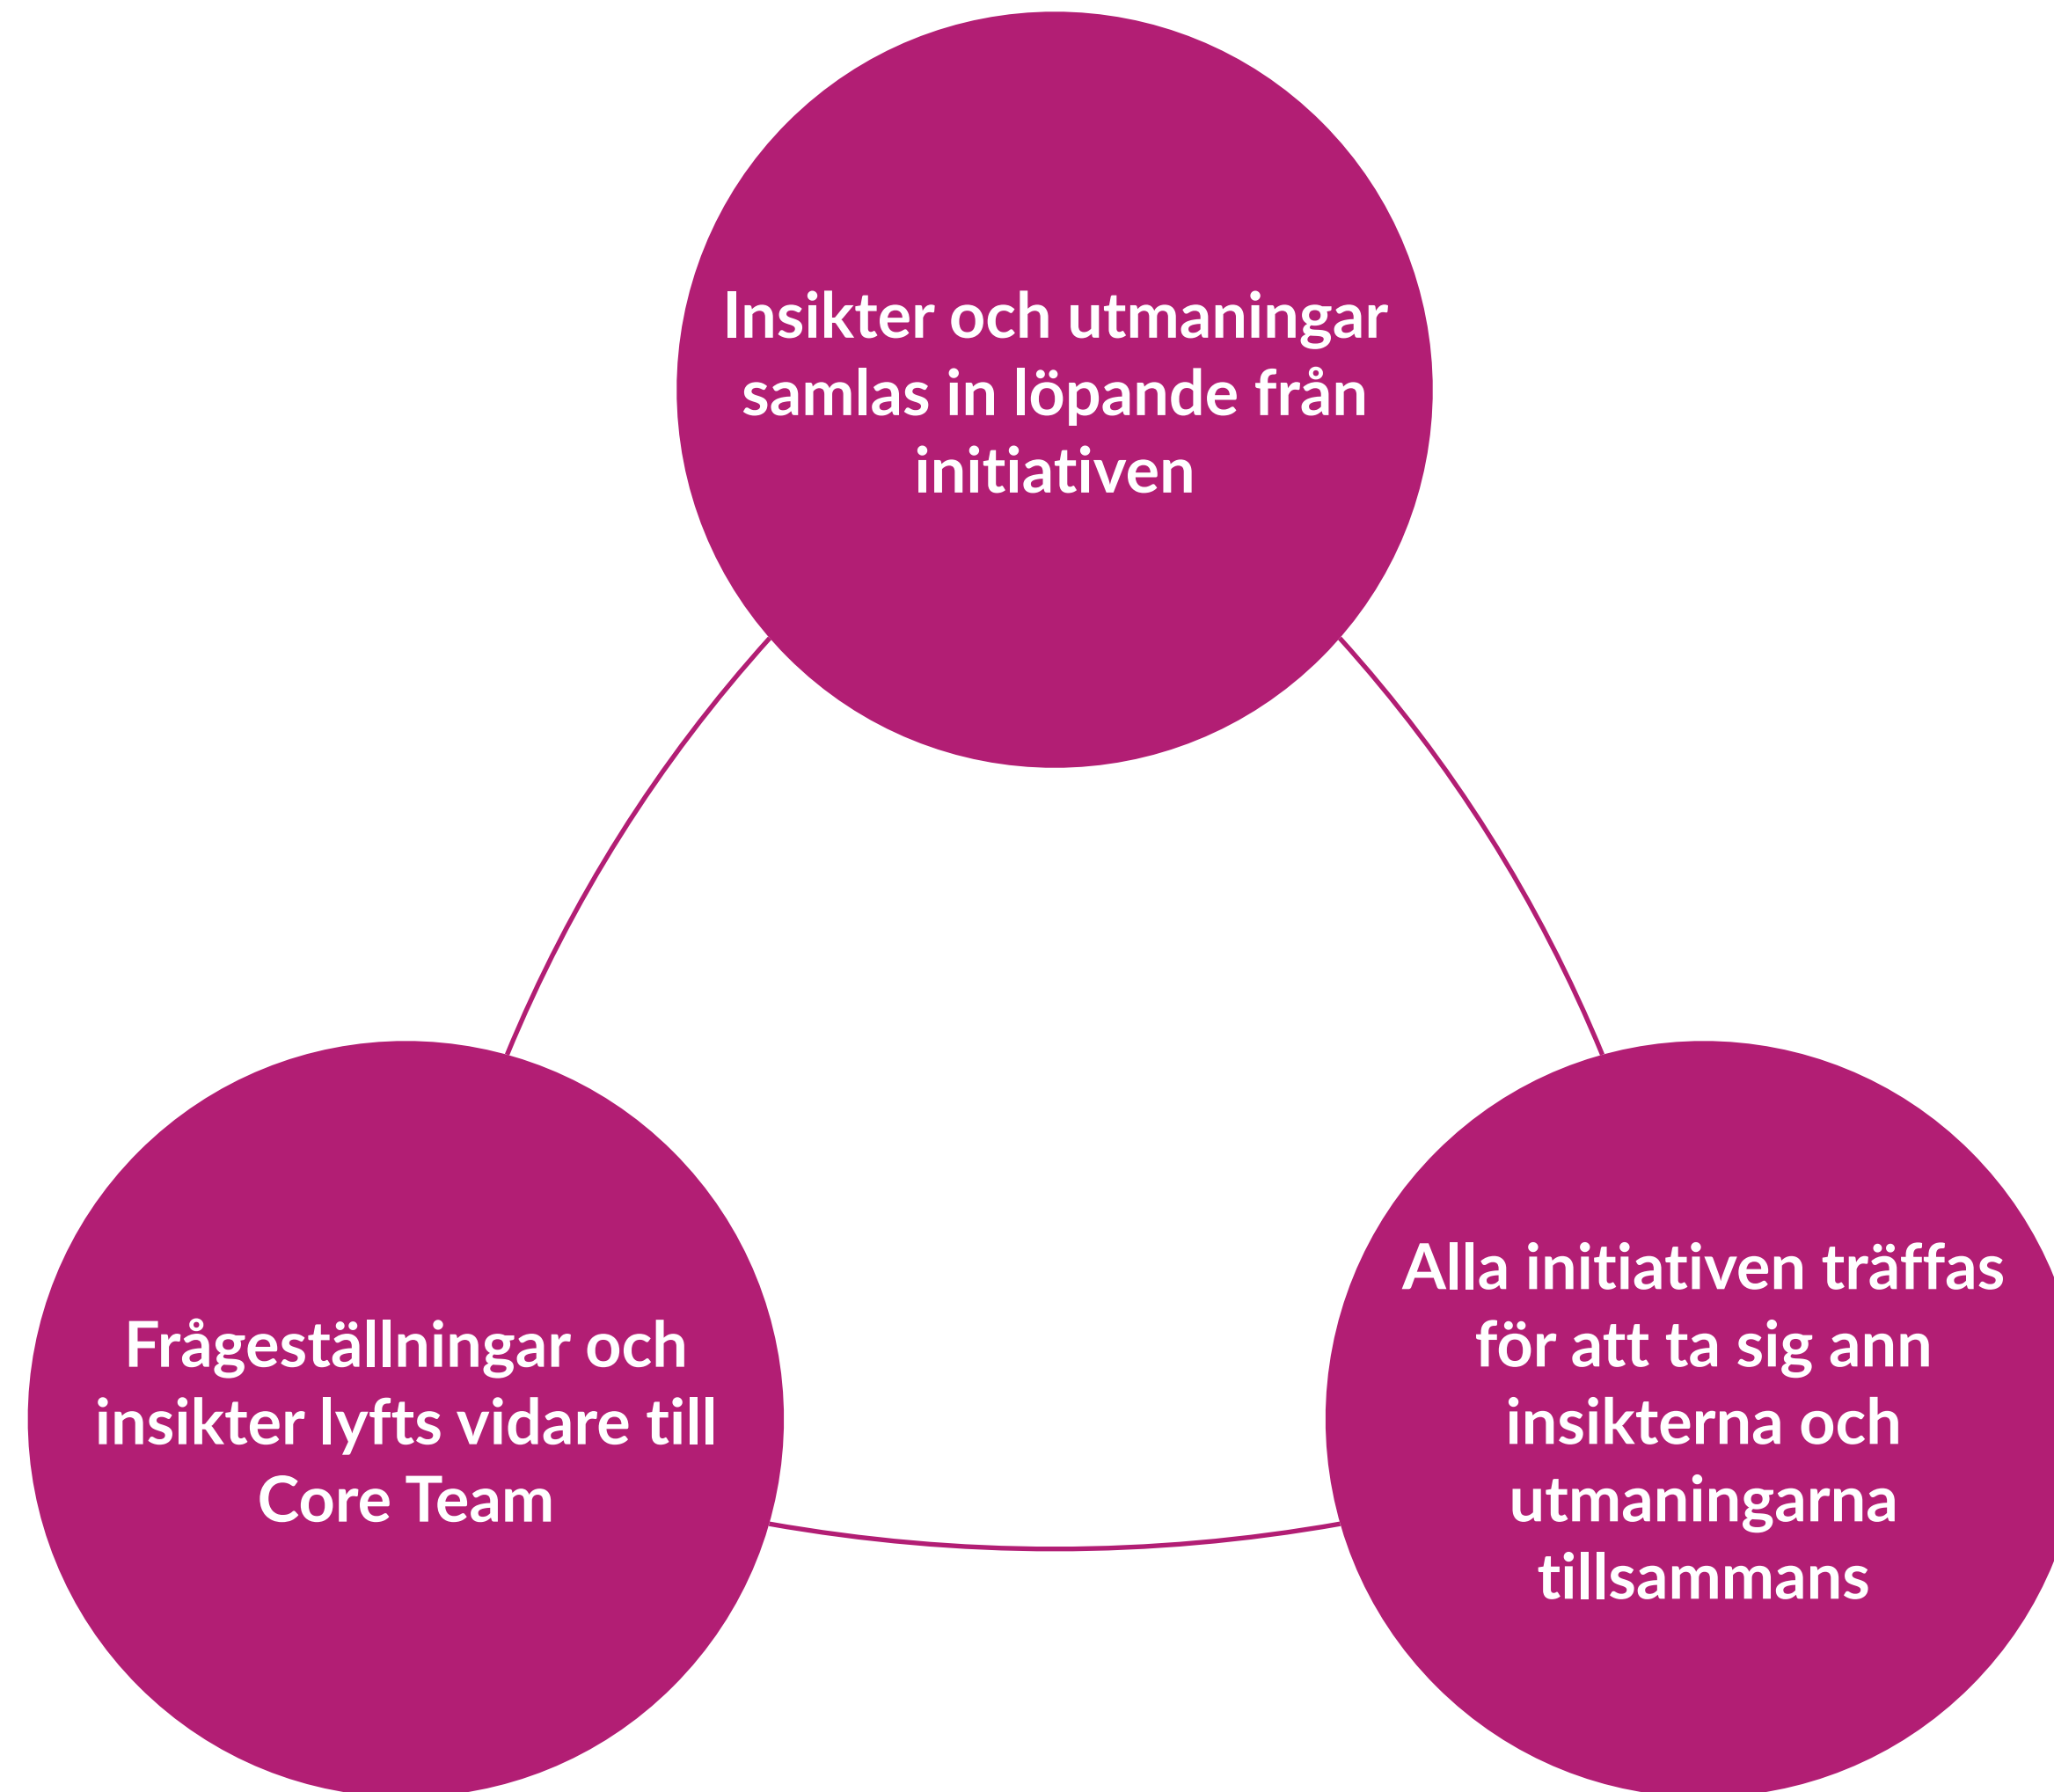 Insikter och utmaningar
samlas in löpande från
initiativen
Alla initiativen träffas
för att ta sig ann
insikterna och
utmaningarna
tillsammans
Frågeställninga och
insikter lyfts vidare till
Core Team